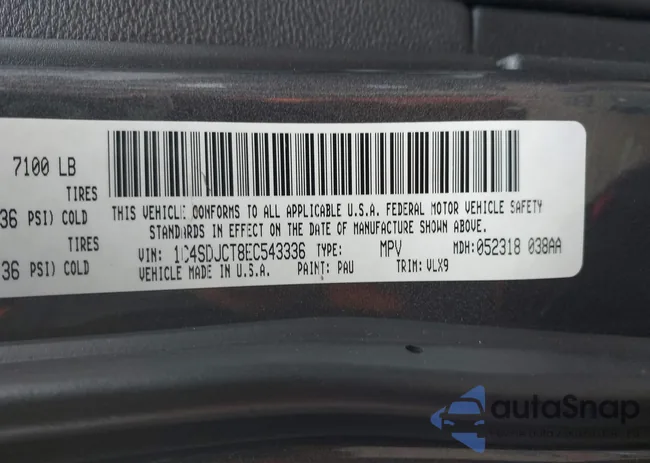 7100 LB
TIRES
36 PSI) COLD
TIRES
36 PSI) COLD
THIS VEHICLE CONFORMS TO ALL APPLICABLE U.S.A. FEDERAL MOTOR VEHICLE SAFETY
STANDARDS IN EFFECT ON THE DATE OF MANUFACTURE SHOWN ABOVE.
VIN: 1C4SDJCT8EC543336 TYPE: MPV MDH:052318 038AA
VEHICLE MADE IN U.S.A. PAINT: PAU TRIM: VLX9
autoSnap